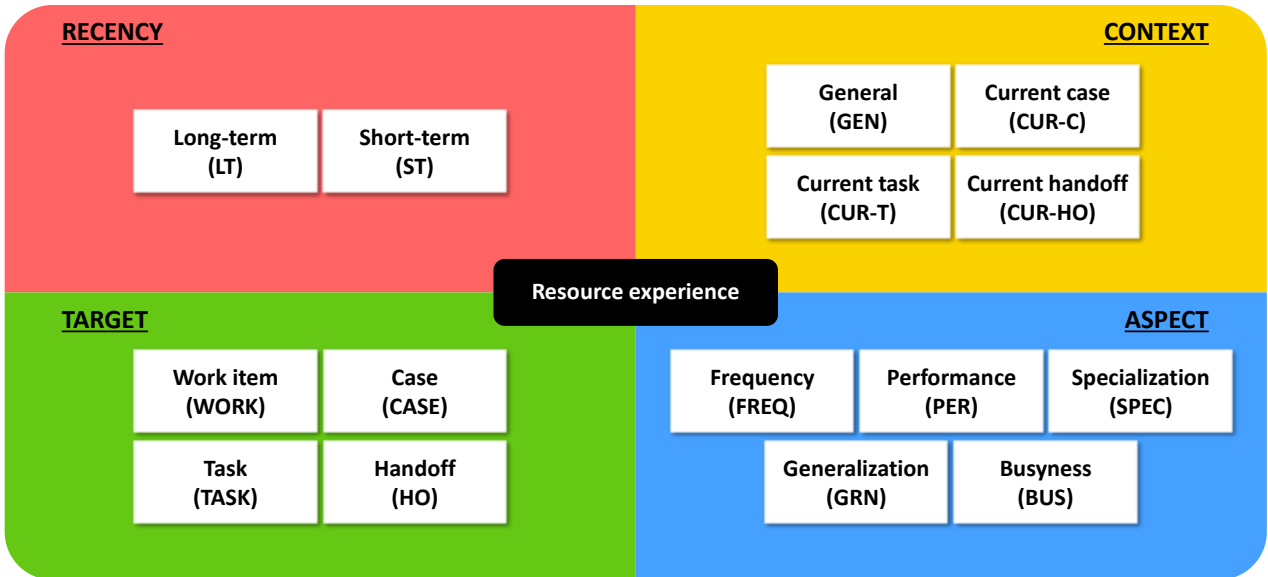 RECENCY
Long-term
(LT)
Short-term
(ST)
CONTEXT
General
(GEN)
Current case
(CUR-C)
Current task
(CUR-T)
Current handoff
(CUR-HO)
Resource experience
TARGET
Work item
(WORK)
Case
(CASE)
Task
(TASK)
Handoff
(HO)
ASPECT
Frequency
(FREQ)
Performance
(PER)
Specialization
(SPEC)
Generalization
(GRN)
Busyness
(BUS)